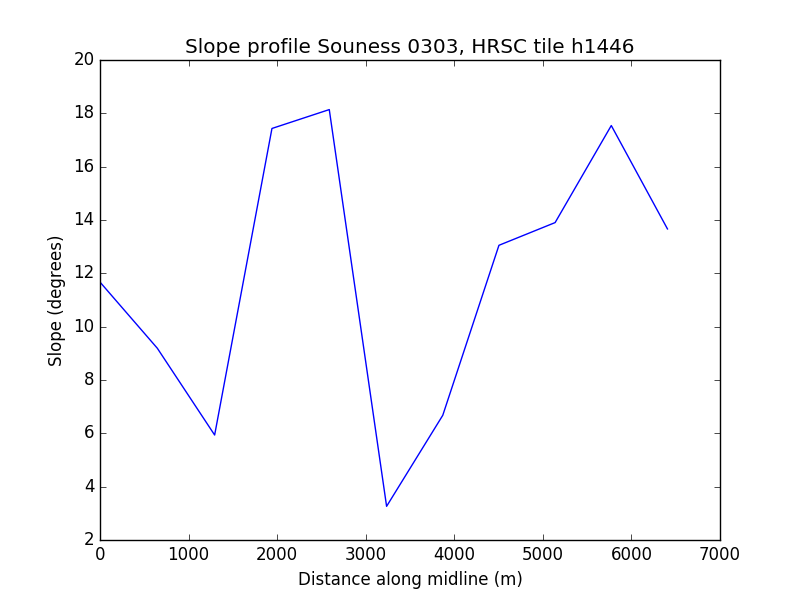 Slope profile Souness 0303, HRSC tile h1446
20
18
16
14
12
10
8
6
4
2
Slope (degrees)
0 1000 2000 3000 4000 5000 6000 7000
Distance along midline (m)